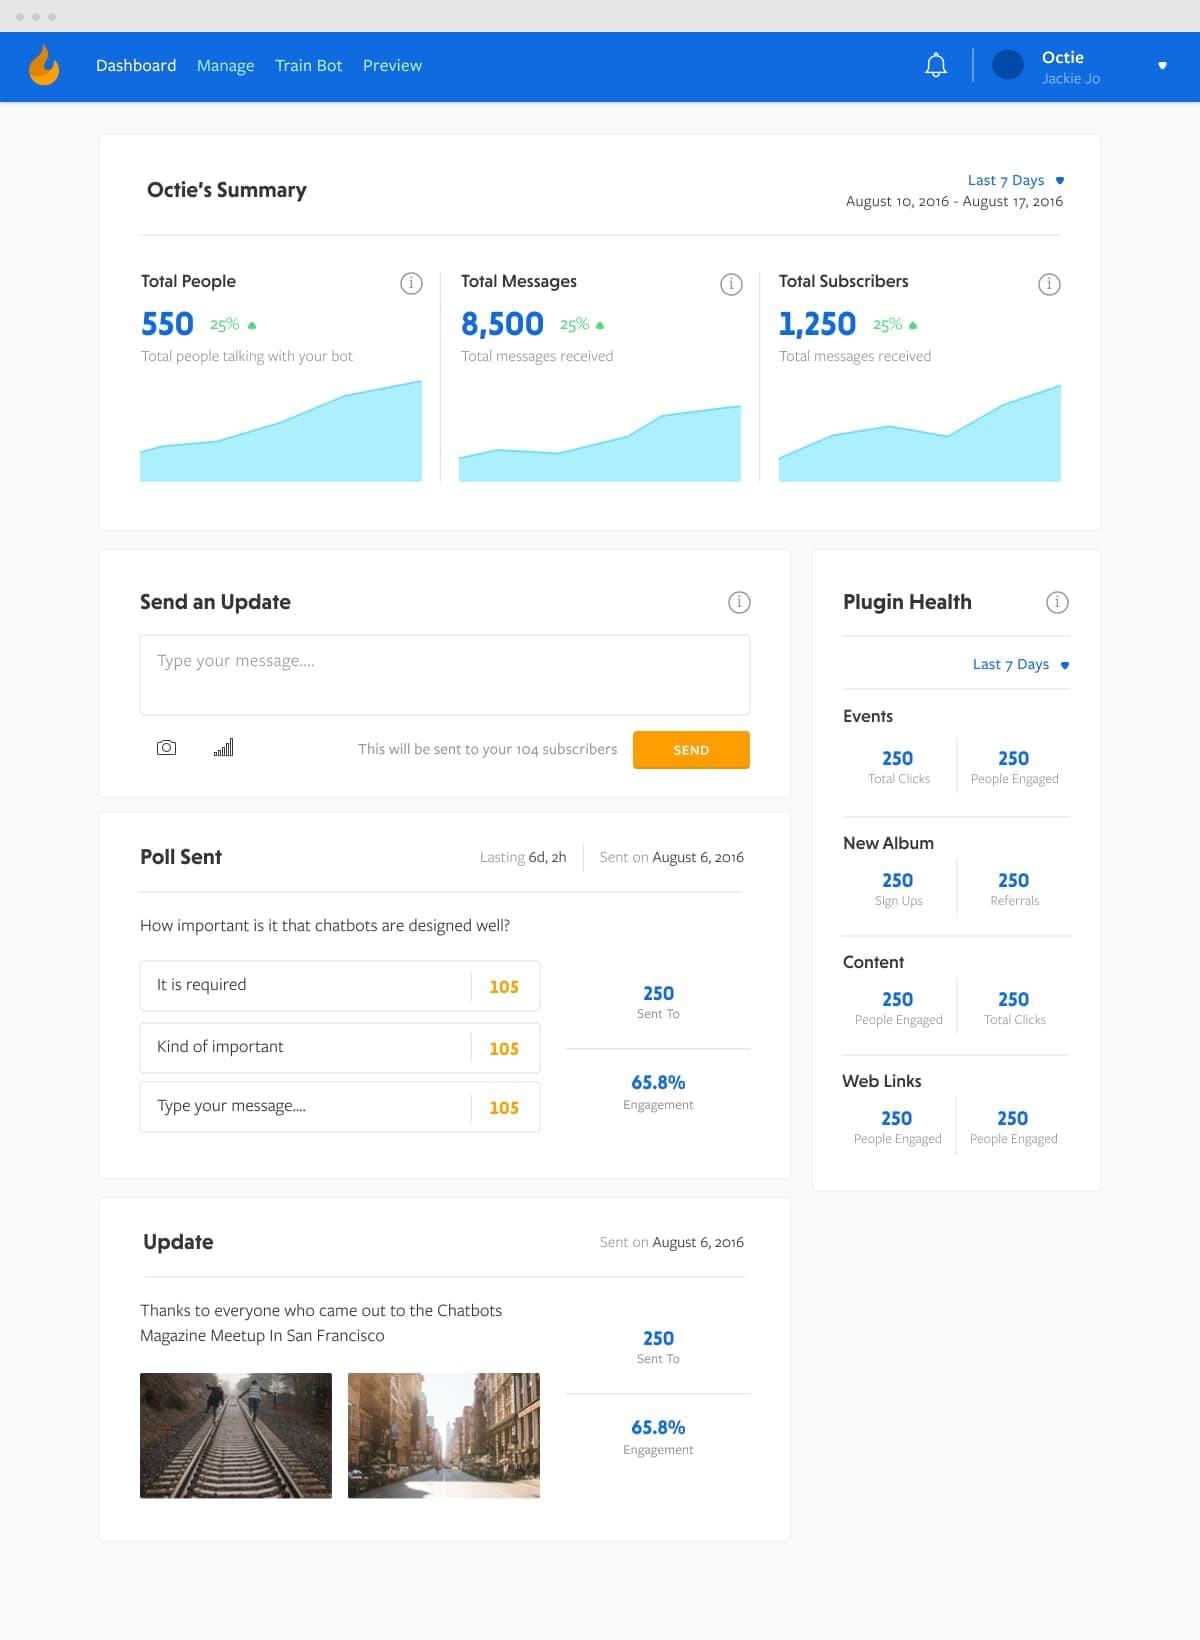 Dashboard Manage Train Bot Preview
Octie
Jackie Jo
Octie's Summary
Last 7 Days
August 10, 2016 - August 17, 2016
Total People
550 25%
Total people talking with your bot
Total Messages
8,500 25%
Total messages received
Total Subscribers
1,250 25%
Total messages received
Send an Update
Type your message....
This will be sent to your 104 subscribers
SEND
Plugin Health
Last 7 Days
Events
250
Total Clicks
250
People Engaged
New Album
250
Sign Ups
250
Referrals
Content
250
People Engaged
250
Total Clicks
Web Links
250
People Engaged
250
People Engaged
Poll Sent
Lasting 6d, 2h
Sent on August 6, 2016
How important is it that chatbots are designed well?
It is required 105
Kind of important 105
Type your message.... 105
250
Sent To
65.8%
Engagement
Update
Sent on August 6, 2016
Thanks to everyone who came out to the Chatbots
Magazine Meetup In San Francisco
250
Sent To
65.8%
Engagement